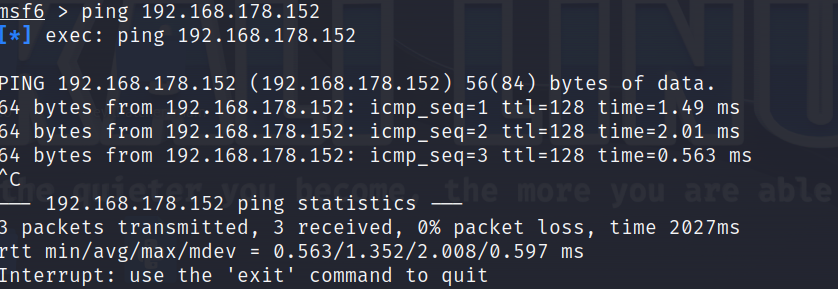 msf6 > ping 192.168.178.152
[*] exec: ping 192.168.178.152
PING 192.168.178.152 (192.168.178.152) 56(84) bytes of data.
64 bytes from 192.168.178.152: icmp_seq=1 ttl=128 time=1.49 ms
64 bytes from 192.168.178.152: icmp_seq=2 ttl=128 time=2.01 ms
64 bytes from 192.168.178.152: icmp_seq=3 ttl=128 time=0.563 ms
^C
the quieter you become, the more you are able
--- 192.168.178.152 ping statistics ---
3 packets transmitted, 3 received, 0% packet loss, time 2027ms
rtt min/avg/max/mdev = 0.563/1.352/2.008/0.597 ms
Interrupt: use the 'exit' command to quit